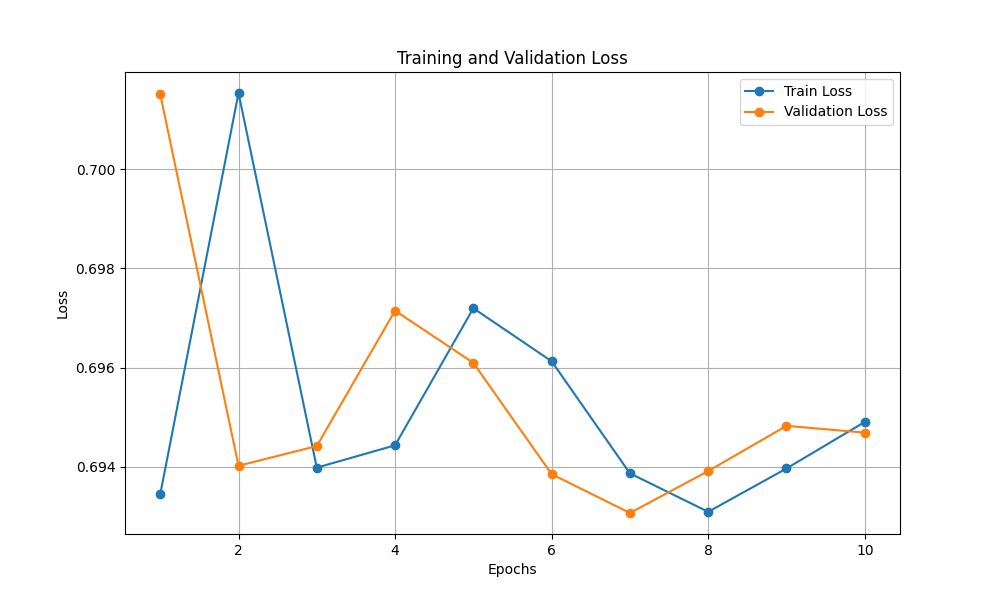 Training and Validation Loss
Train Loss
Validation Loss
0.700
0.698
0.696
0.694
Loss
2 4 6 8 10
Epochs